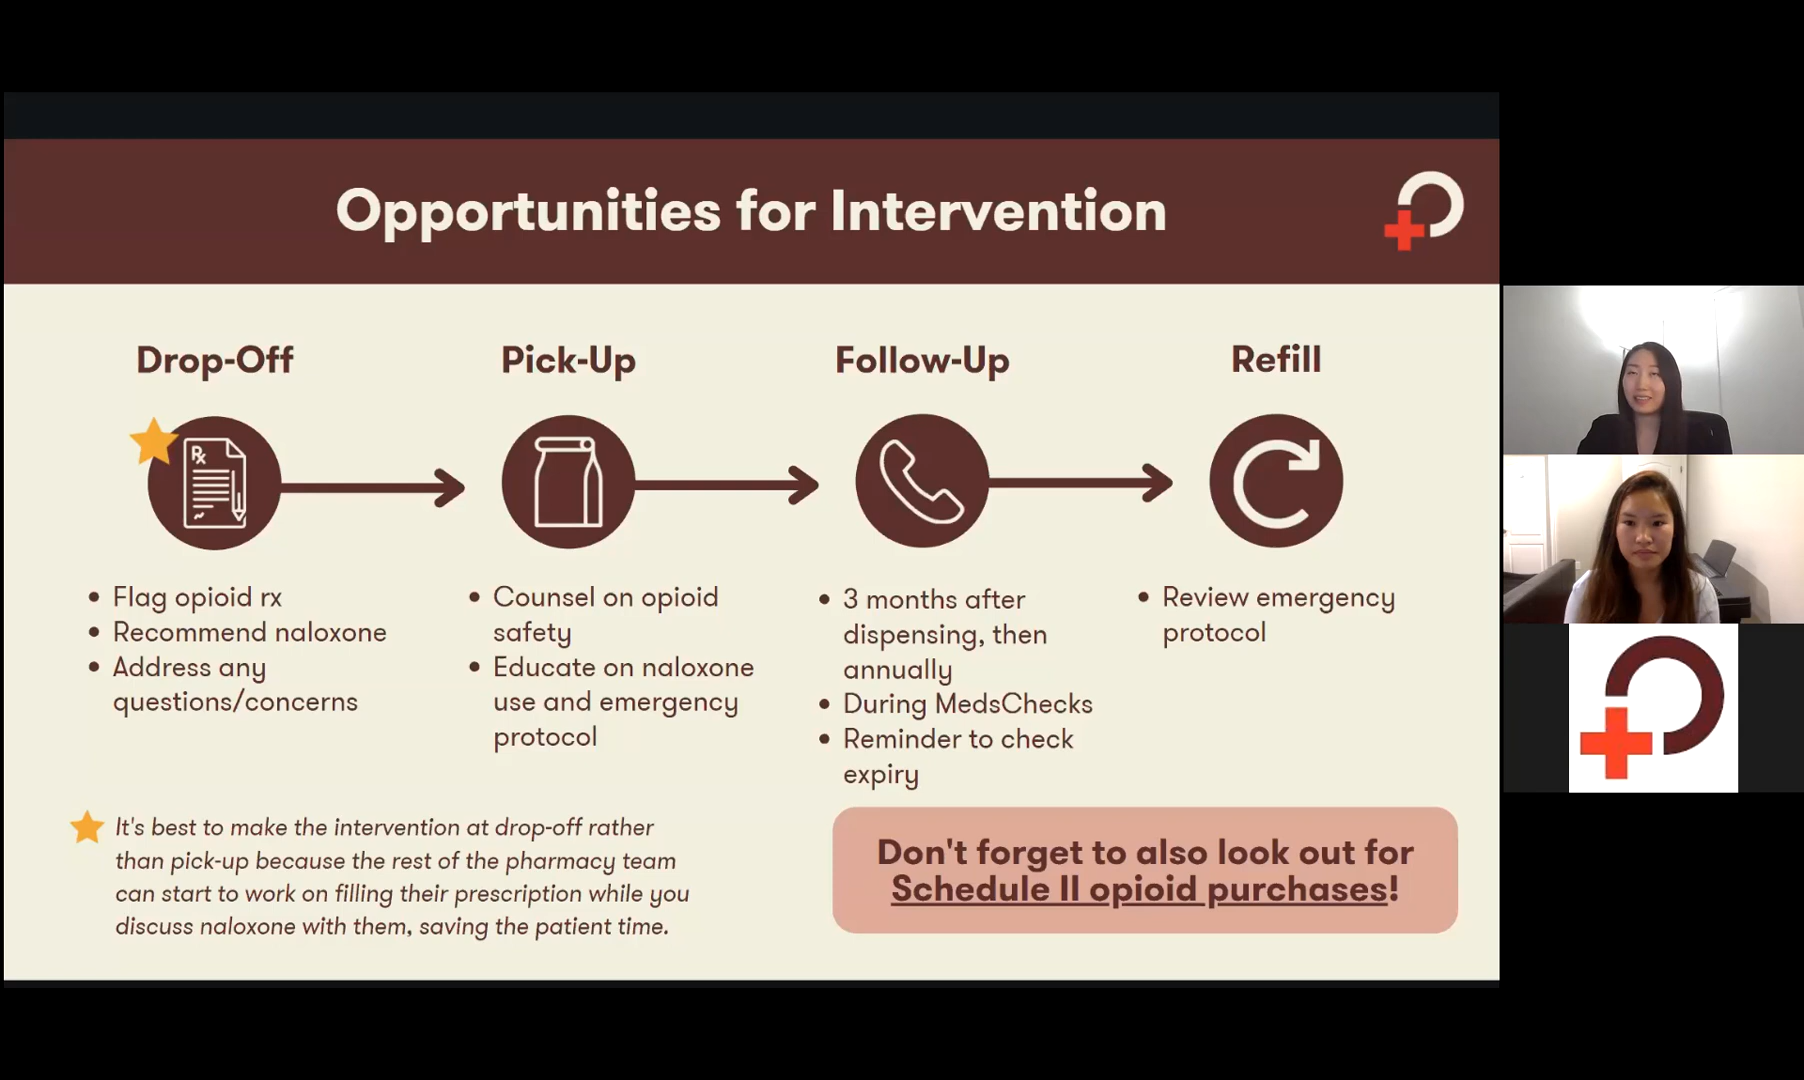 Opportunities for Intervention
Drop-Off
Rx
Flag opioid rx
Recommend naloxone
Address any
questions/concerns
Pick-Up
Counsel on opioid
safety
Educate on naloxone
use and emergency
protocol
Follow-Up
3 months after
dispensing, then
annually
During MedsChecks
Reminder to check
expiry
Refill
Review emergency
protocol
It's best to make the intervention at drop-off rather
than pick-up because the rest of the pharmacy team
can start to work on filling their prescription while you
discuss naloxone with them, saving the patient time.
Don't forget to also look out for
Schedule II opioid purchases!